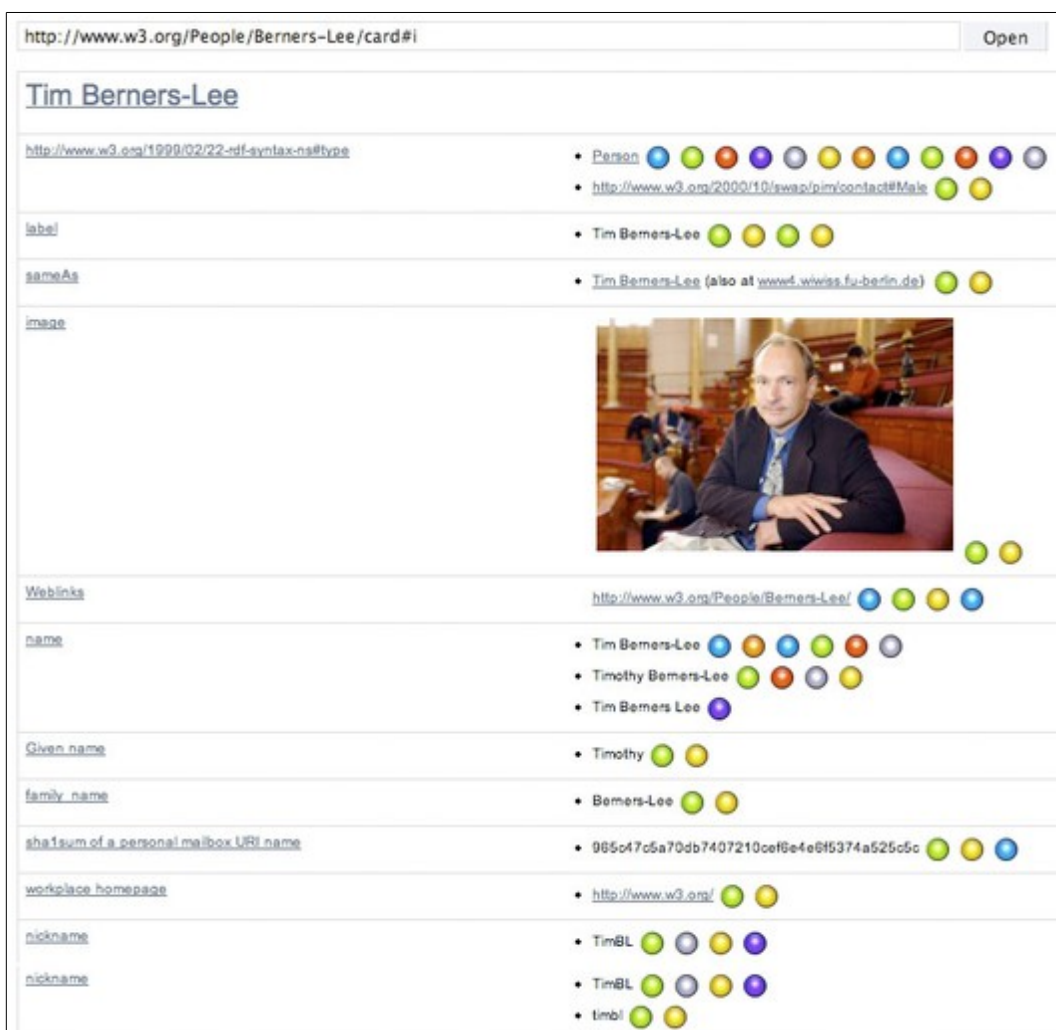 http://www.w3.org/People/Berners-Lee/card#i Open
Tim Berners-Lee
http://www.w3.org/1999/02/22-rdf-syntax-ns#type
• Person
• http://www.w3.org/2000/10/swap/pim/contact#Male
label
• Tim Berners-Lee
sameAs
• Tim Berners-Lee (also at www4.wiwiss.fu-berlin.de)
image
Weblinks
http://www.w3.org/People/Berners-Lee/
name
• Tim Berners-Lee
• Timothy Berners-Lee
• Tim Berners Lee
Given name
• Timothy
family_name
• Berners-Lee
sha1sum of a personal mailbox URI name
• 965c47c5a70db7407210cef6e4e6f5374a525c5c
workplace homepage
• http://www.w3.org/
nickname
• TimBL
nickname
• TimBL
• timbl